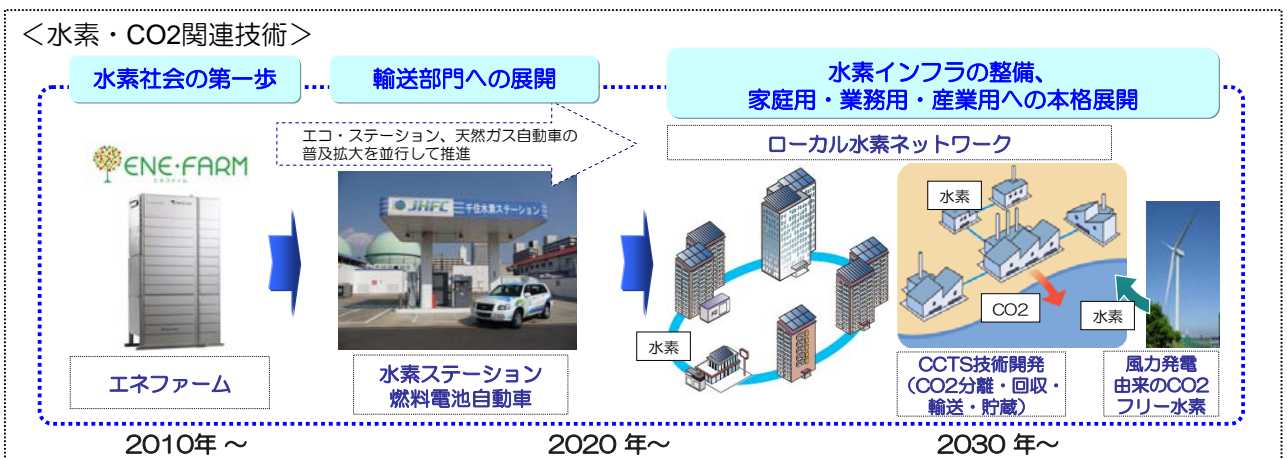 ＜水素・CO2関連技術＞
水素社会の第一歩
輸送部門への展開
水素インフラの整備、
家庭用・業務用・産業用への本格展開
エコ・ステーション、天然ガス自動車の
普及拡大を並行して推進
ローカル水素ネットワーク
ENE・FARM
エネファーム
JHFC 千住水素ステーション
水素
水素
CO2
水素
エネファーム
水素ステーション
燃料電池自動車
CCTS技術開発
（CO2分離・回収・
輸送・貯蔵）
風力発電
由来のCO2
フリー水素
2010年 ～
2020 年～
2030 年～